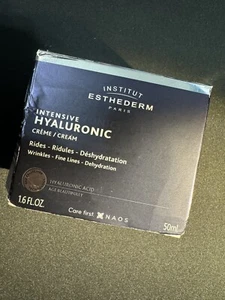 INSTITUT
ESTHEDERM
PARIS
INTENSIVE
HYALURONIC
CRÈME / CREAM
Rides - Ridules - Déshydratation
Wrinkles - Fine Lines - Dehydration
HYALURONIC ACID
1.6 FL.OZ.
Care first
NAOS
50ml